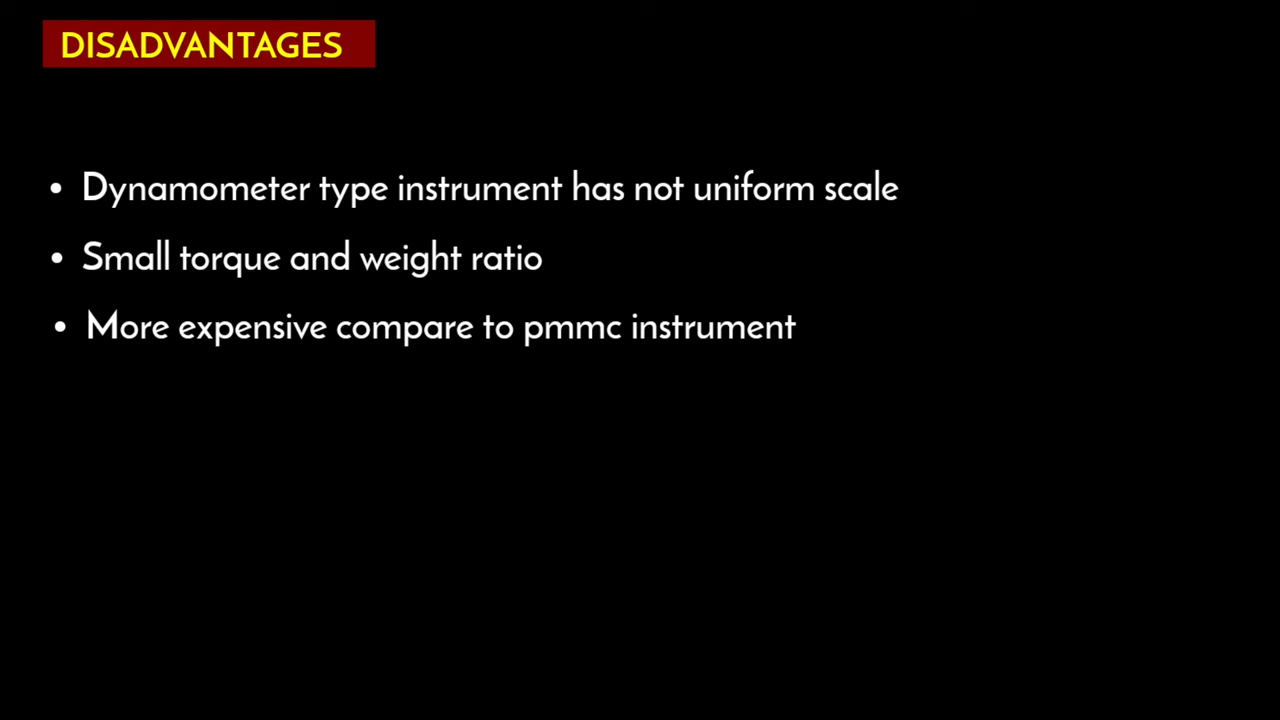 DISADVANTAGES
• Dynamometer type instrument has not uniform scale
• Small torque and weight ratio
• More expensive compare to pmmc instrument